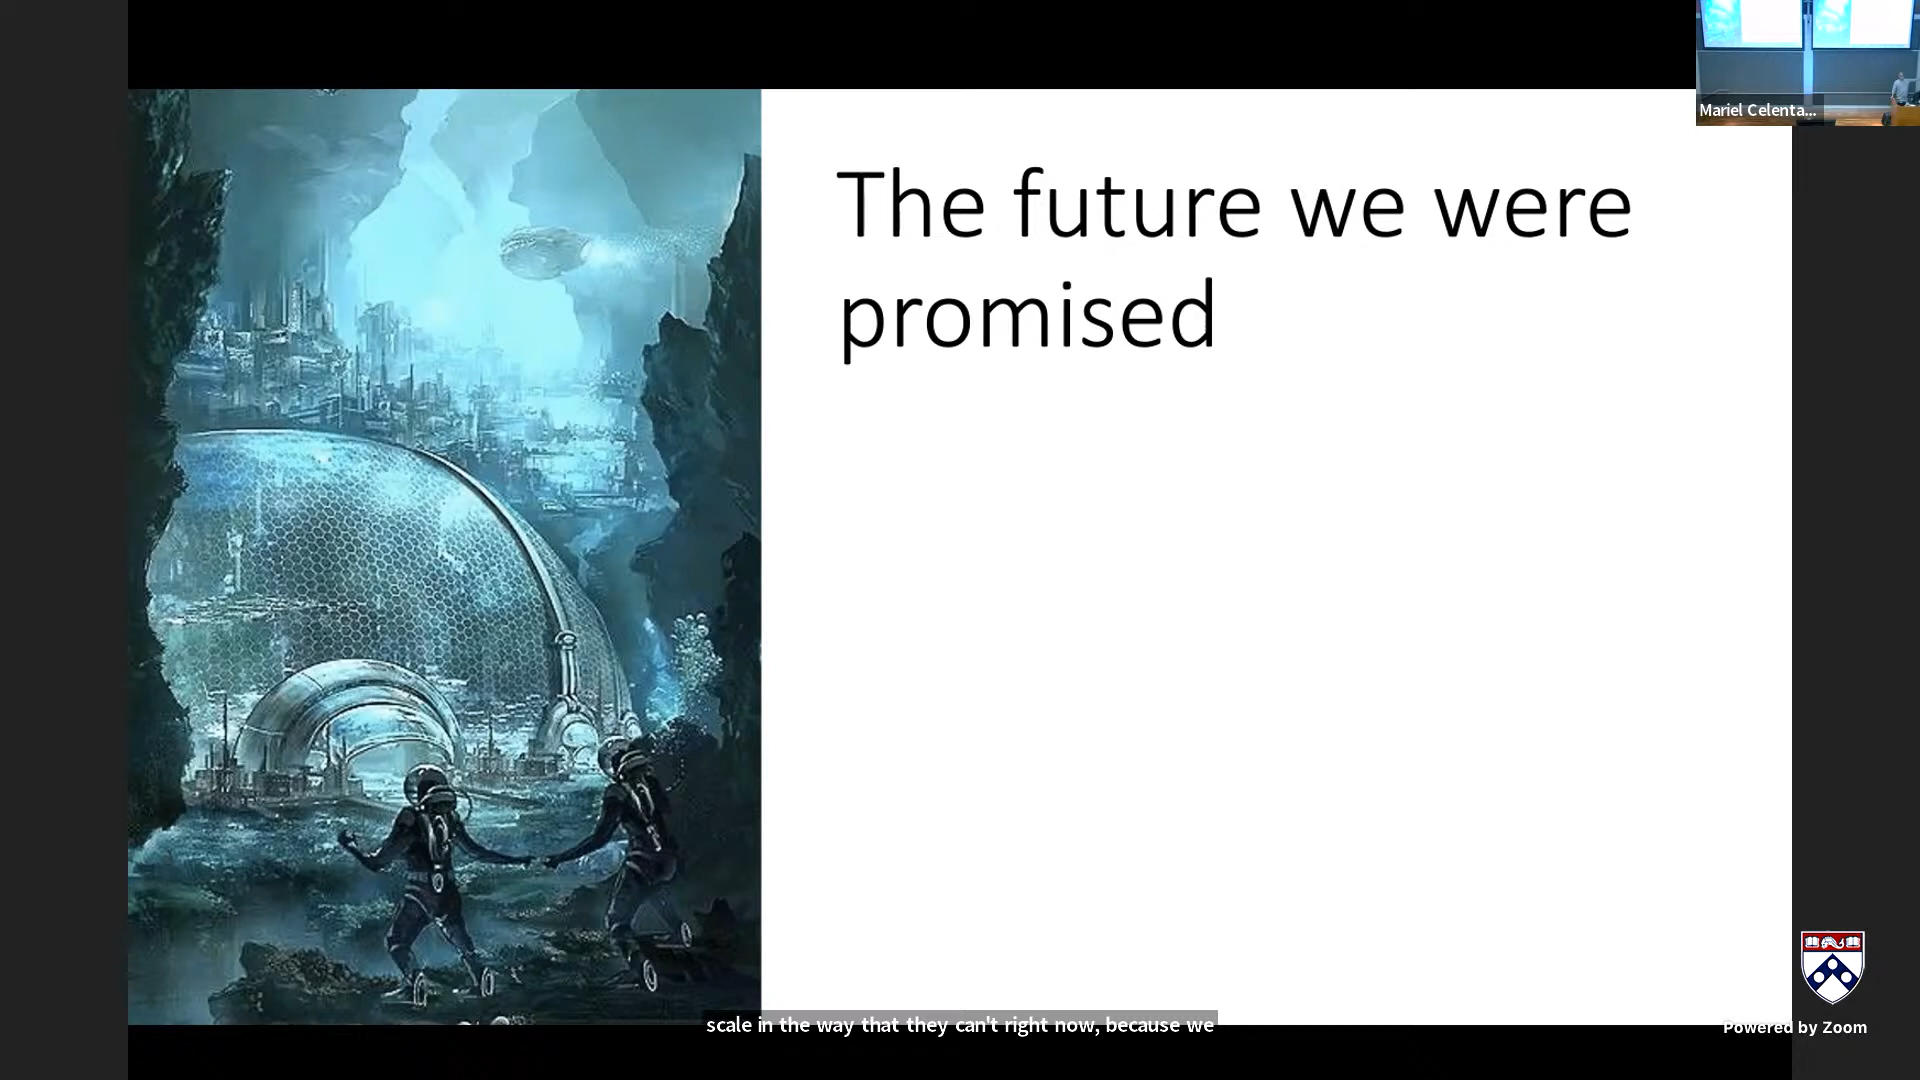 Mariel Celenta...
The future we were
promised
scale in the way that they can't right now, because we
Powered by Zoom